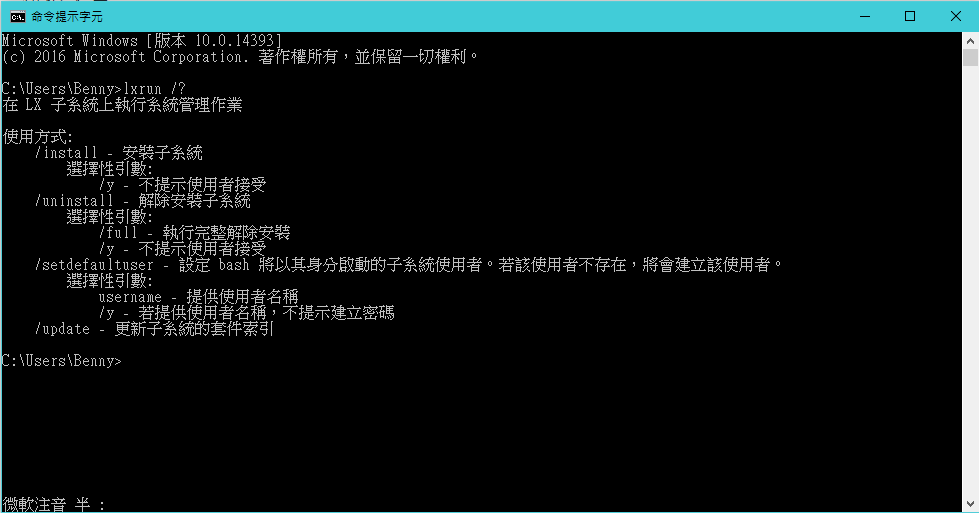 命令提示字元
Microsoft Windows [版本 10.0.14393]
(c) 2016 Microsoft Corporation. 著作權所有，並保留一切權利。
C:\Users\Benny>lxrun /?
在 LX 子系統上執行系統管理作業
使用方式:
/install - 安裝子系統
選擇性引數:
/y - 不提示使用者接受
/uninstall - 解除安裝子系統
選擇性引數:
/full - 執行完整解除安裝
/y - 不提示使用者接受
/setdefaultuser - 設定 bash 將以其身分啟動的子系統使用者。若該使用者不存在，將會建立該使用者。
選擇性引數:
username - 提供使用者名稱
/y - 若提供使用者名稱，不提示建立密碼
/update - 更新子系統的套件索引
C:\Users\Benny>
微軟注音 半 :